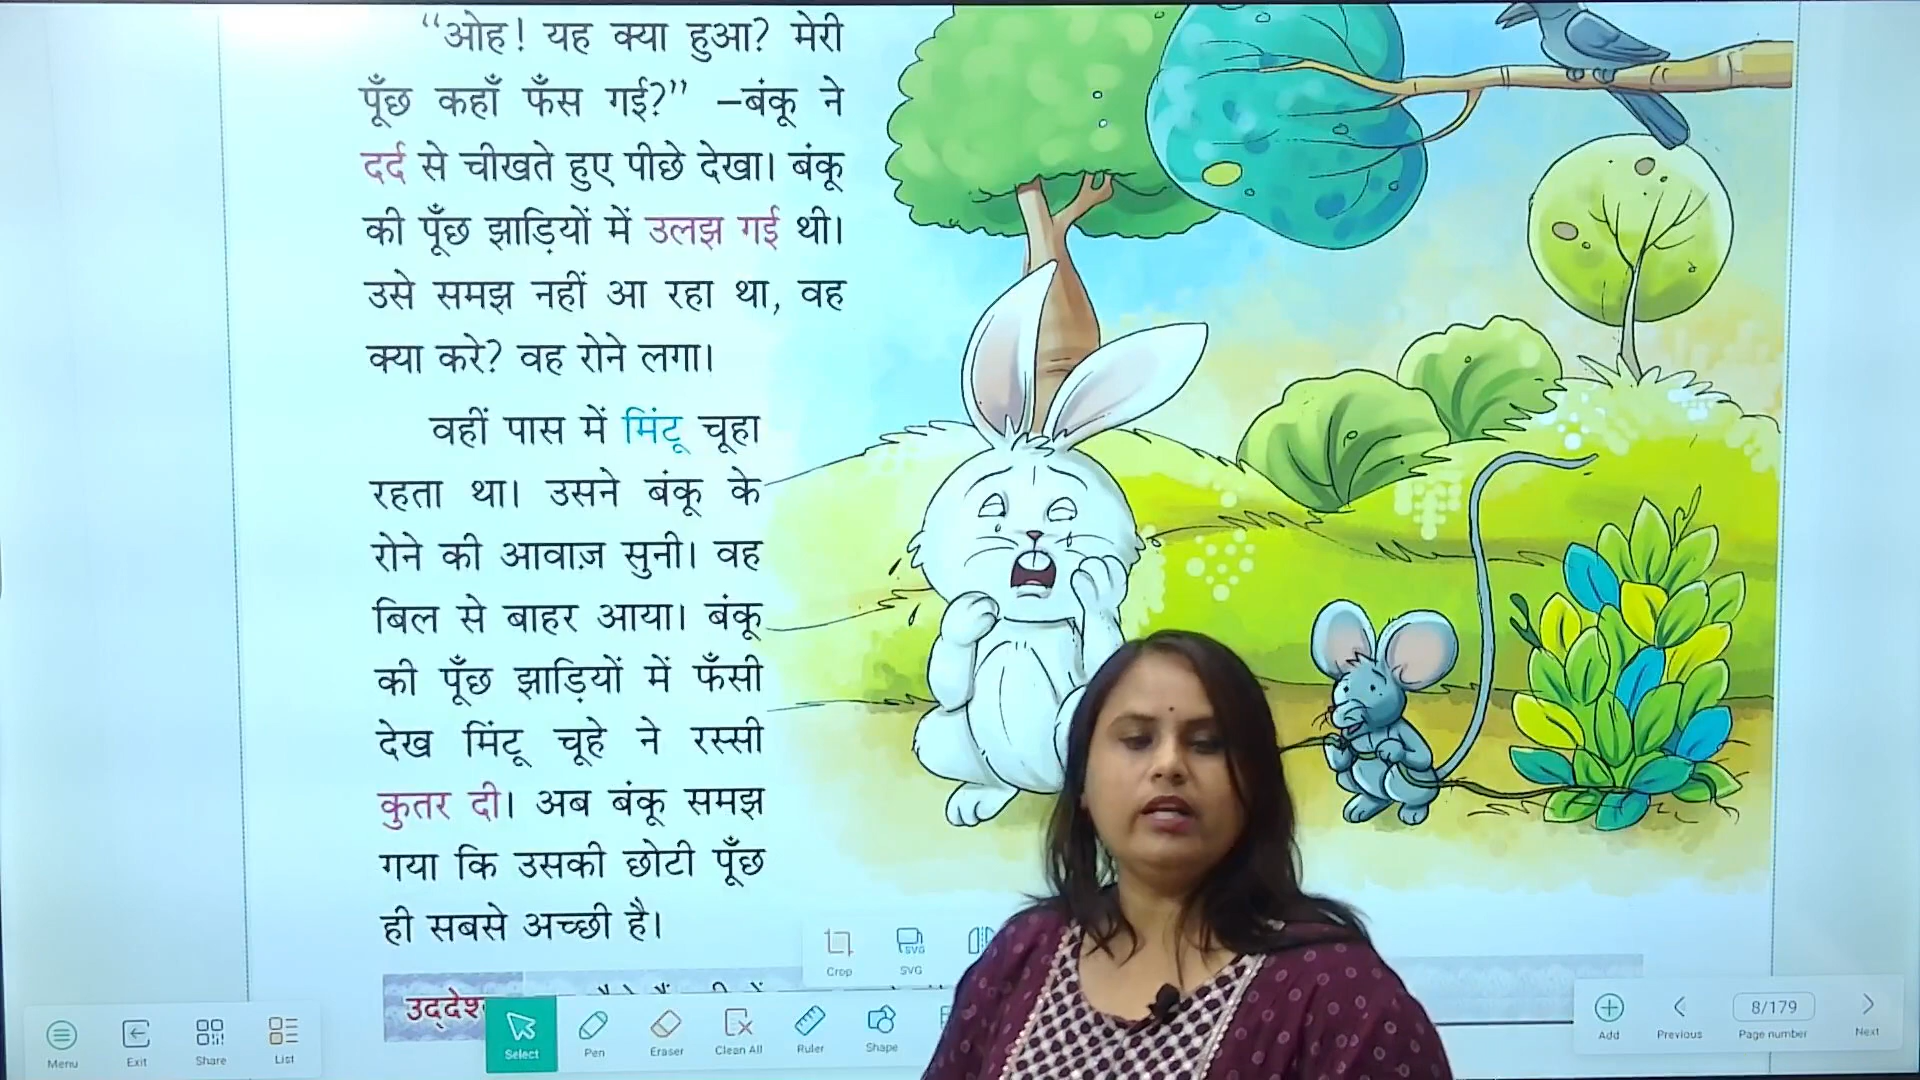 “ओह! यह क्या हुआ? मेरी
पूँछ कहाँ फँस गई?” –बंकू ने
दर्द से चीखते हुए पीछे देखा। बंकू
की पूँछ झाड़ियों में उलझ गई थी।
उसे समझ नहीं आ रहा था, वह
क्या करे? वह रोने लगा।
वहीं पास में मिंटू चूहा
रहता था। उसने बंकू के
रोने की आवाज़ सुनी। वह
बिल से बाहर आया। बंकू
की पूँछ झाड़ियों में फँसी
देख मिंटू चूहे ने रस्सी
कुतर दी। अब बंकू समझ
गया कि उसकी छोटी पूँछ
ही सबसे अच्छी है।
Crop SVG
Menu Exit Share List Select Pen Eraser Clean All Ruler Shape
Add Previous 8/179 Page number Next